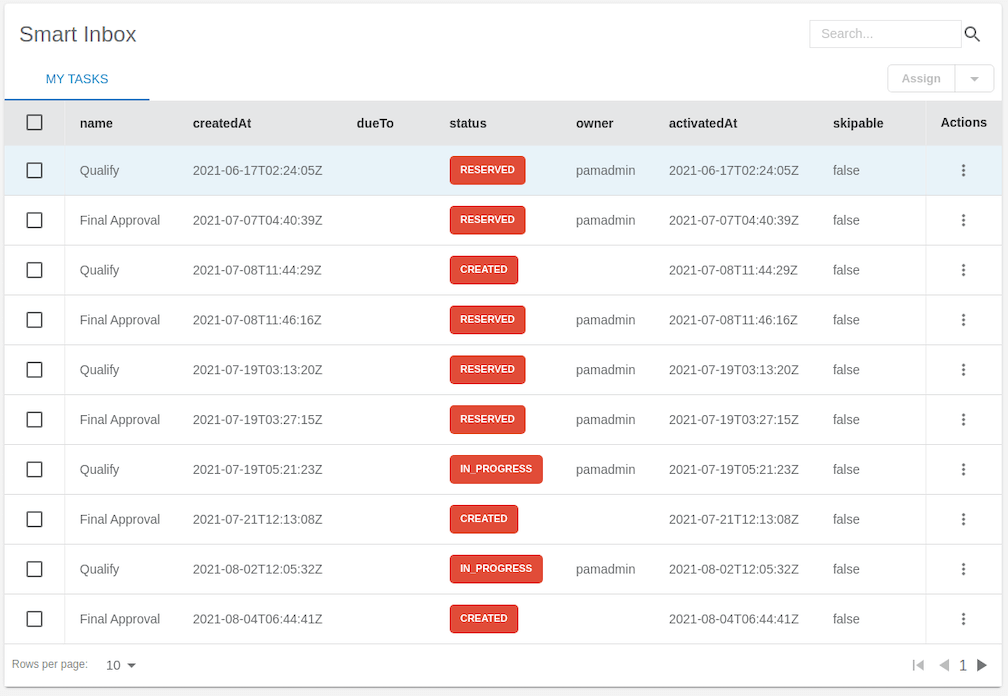 Smart Inbox
Search...
MY TASKS
Assign
name createdAt dueTo status owner activatedAt skipable Actions
Qualify 2021-06-17T02:24:05Z RESERVED pamadmin 2021-06-17T02:24:05Z false
Final Approval 2021-07-07T04:40:39Z RESERVED pamadmin 2021-07-07T04:40:39Z false
Qualify 2021-07-08T11:44:29Z CREATED 2021-07-08T11:44:29Z false
Final Approval 2021-07-08T11:46:16Z RESERVED pamadmin 2021-07-08T11:46:16Z false
Qualify 2021-07-19T03:13:20Z RESERVED pamadmin 2021-07-19T03:13:20Z false
Final Approval 2021-07-19T03:27:15Z RESERVED pamadmin 2021-07-19T03:27:15Z false
Qualify 2021-07-19T05:21:23Z IN_PROGRESS pamadmin 2021-07-19T05:21:23Z false
Final Approval 2021-07-21T12:13:08Z CREATED 2021-07-21T12:13:08Z false
Qualify 2021-08-02T12:05:32Z IN_PROGRESS pamadmin 2021-08-02T12:05:32Z false
Final Approval 2021-08-04T06:44:41Z CREATED 2021-08-04T06:44:41Z false
Rows per page: 10 1